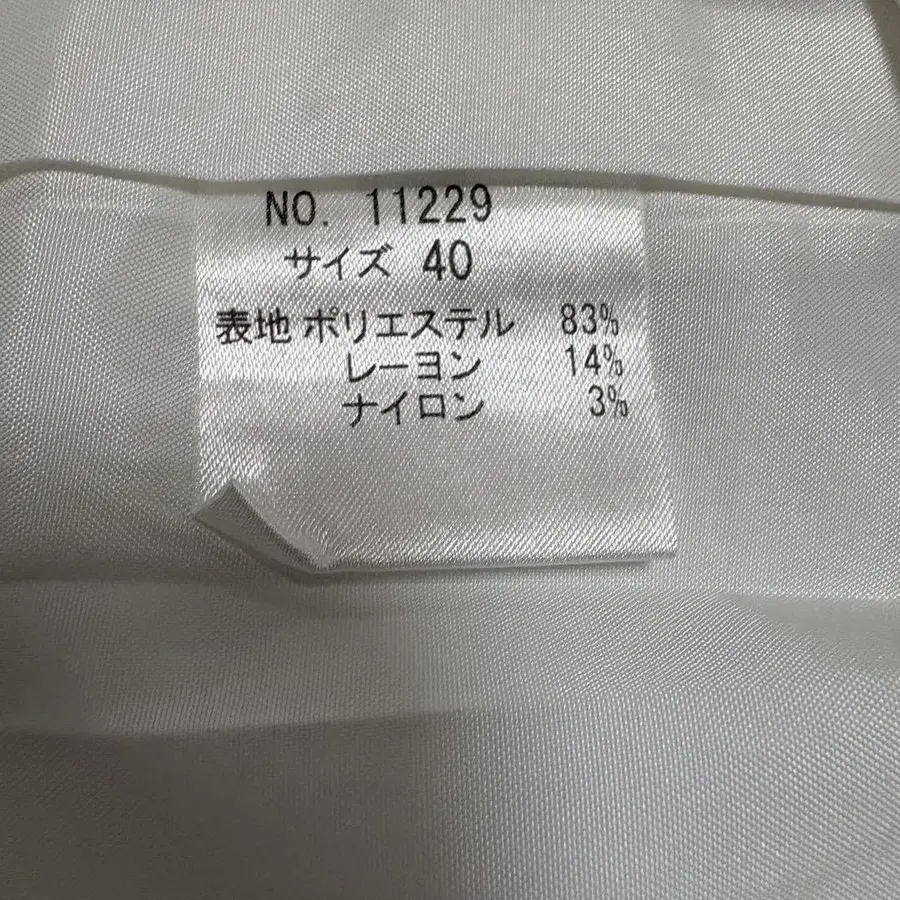 NO. 11229
サイズ 40
表地 ポリエステル 83%
レーヨン 14%
ナイロン 3%